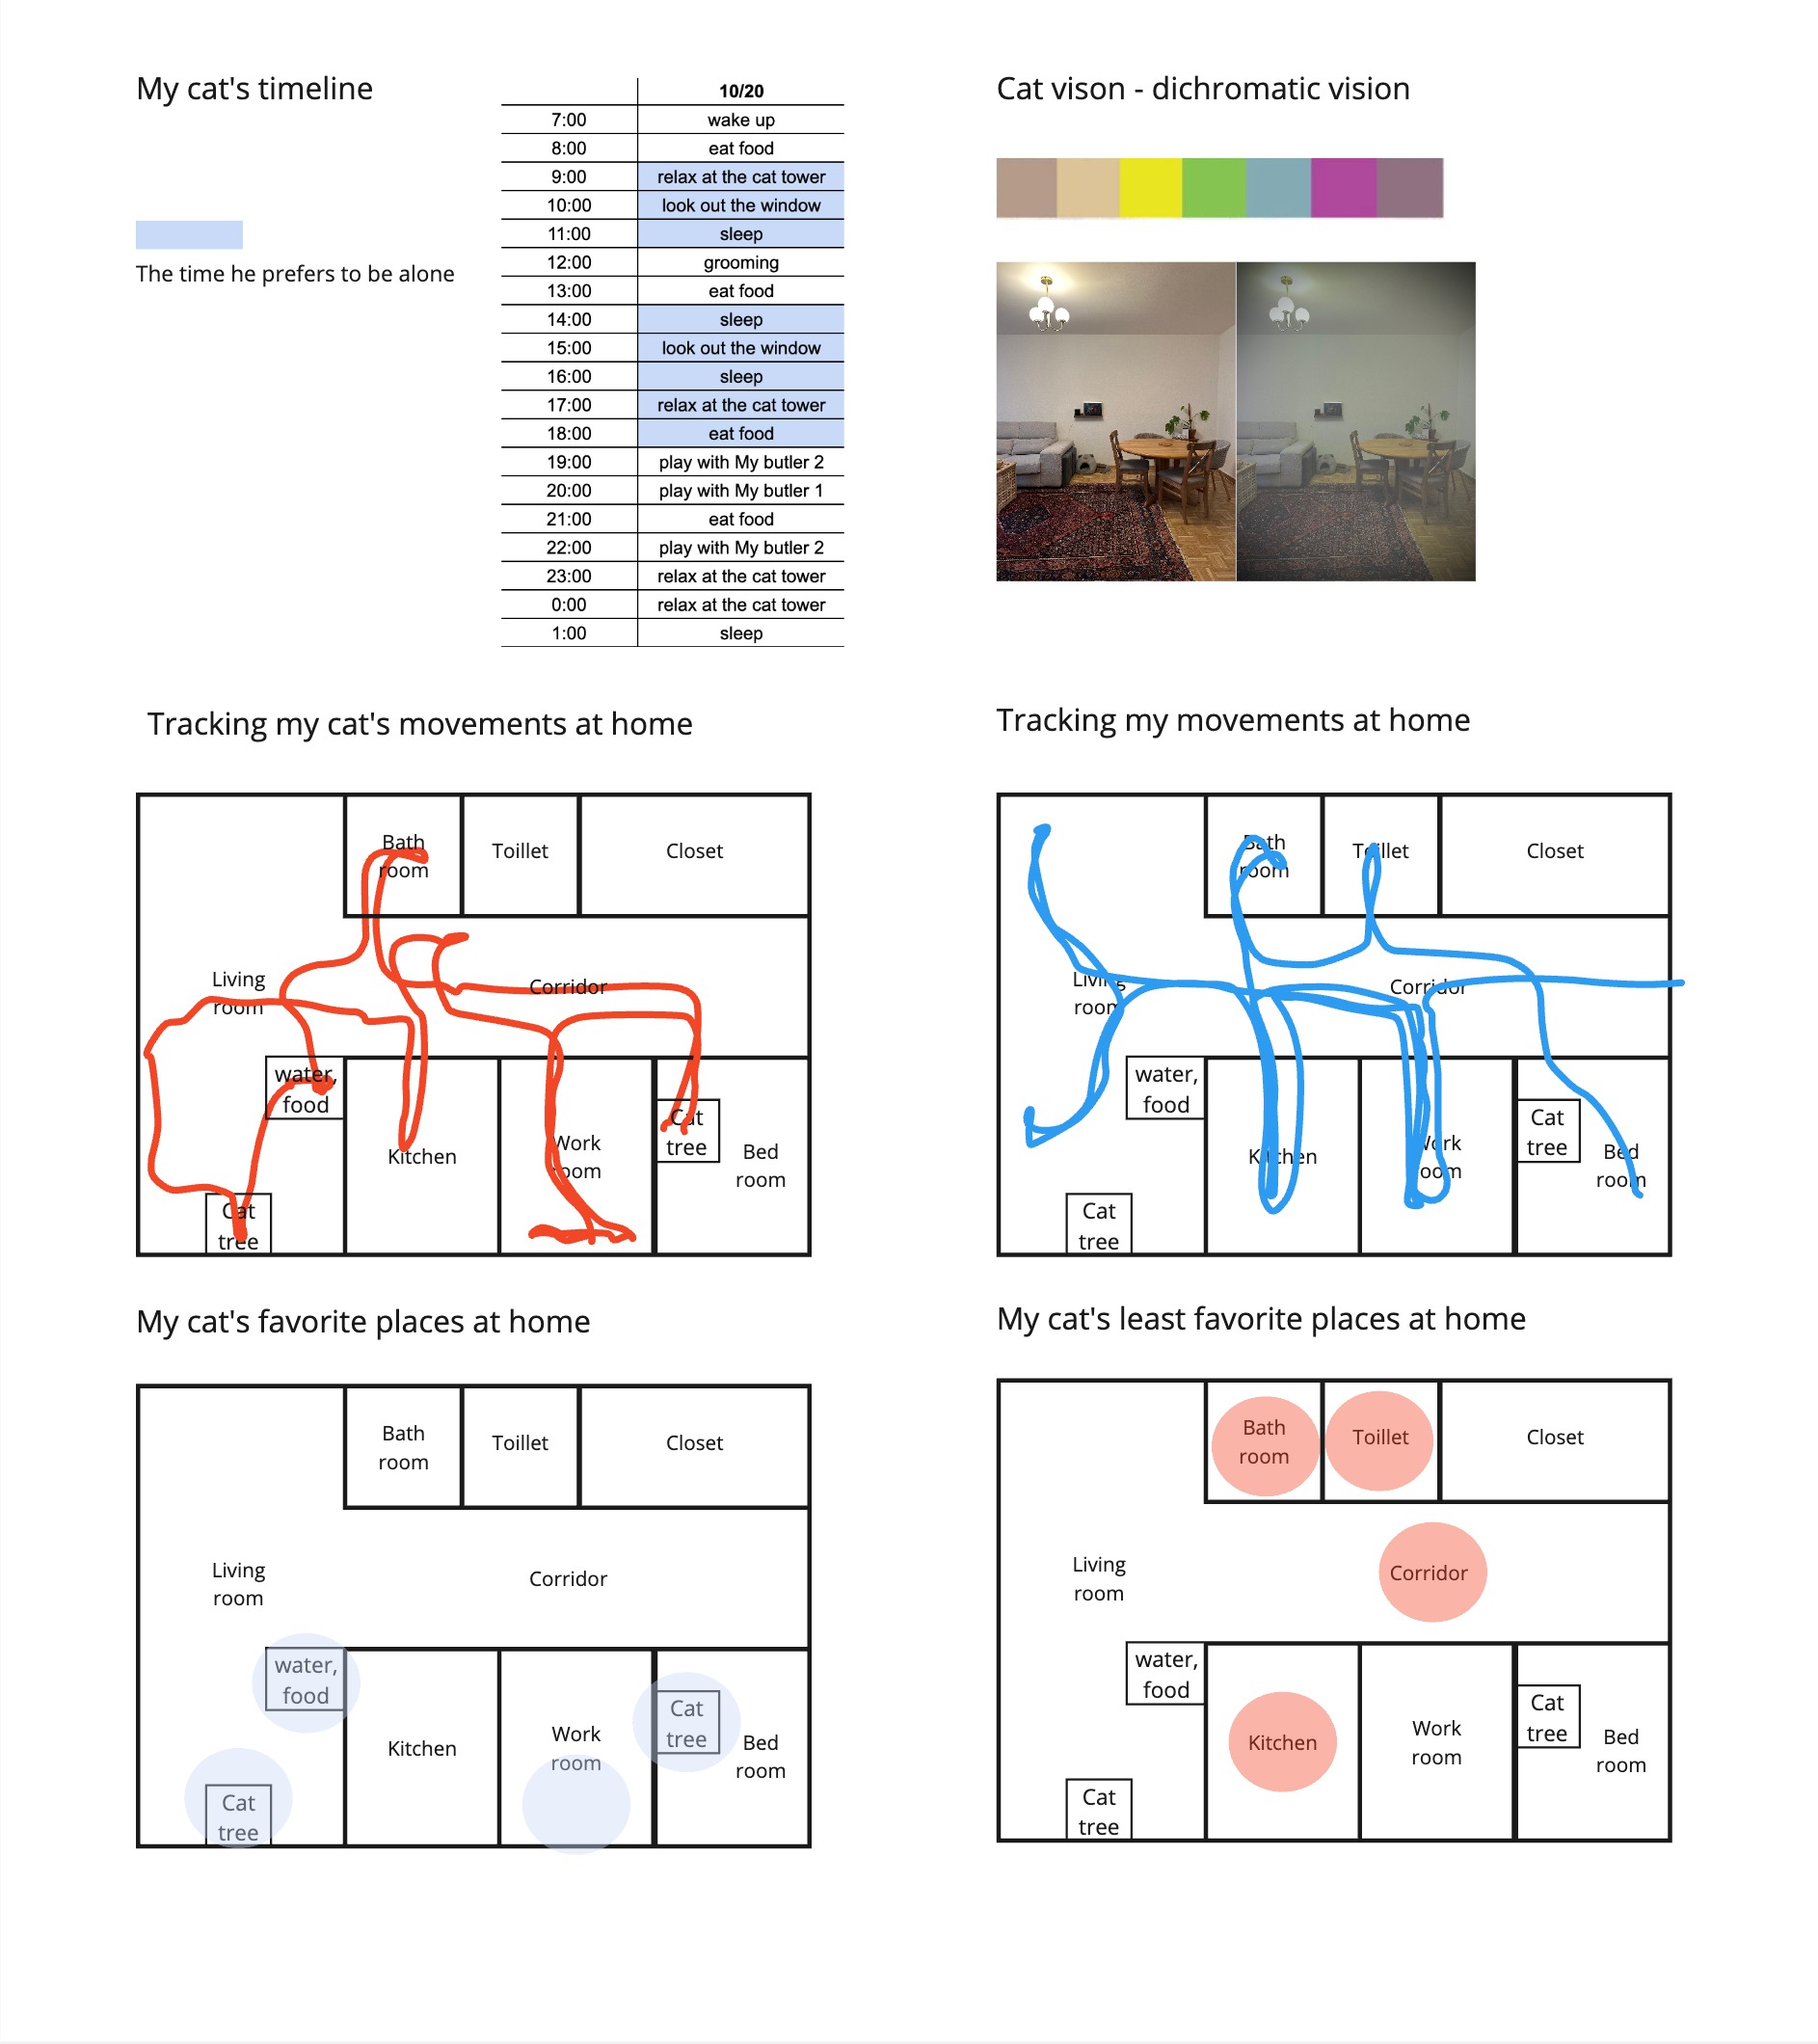 My cat's timeline
10/20
7:00 wake up
8:00 eat food
9:00 relax at the cat tower
10:00 look out the window
11:00 sleep
12:00 grooming
13:00 eat food
14:00 sleep
15:00 look out the window
16:00 sleep
17:00 relax at the cat tower
18:00 eat food
19:00 play with My butler 2
20:00 play with My butler 1
21:00 eat food
22:00 play with My butler 2
23:00 relax at the cat tower
0:00 relax at the cat tower
1:00 sleep
The time he prefers to be alone
Cat vison - dichromatic vision
Tracking my cat's movements at home
Bath
room
Toillet
Closet
Living
room
Corridor
water,
food
Kitchen
Work
room
Cat
tree
Bed
room
Cat
tree
Tracking my movements at home
Bath
room
Toillet
Closet
Living
room
Corridor
water,
food
Kitchen
Work
room
Cat
tree
Bed
room
Cat
tree
My cat's favorite places at home
Bath
room
Toillet
Closet
Living
room
Corridor
water,
food
Kitchen
Work
room
Cat
tree
Bed
room
Cat
tree
My cat's least favorite places at home
Bath
room
Toillet
Closet
Living
room
Corridor
water,
food
Kitchen
Work
room
Cat
tree
Bed
room
Cat
tree